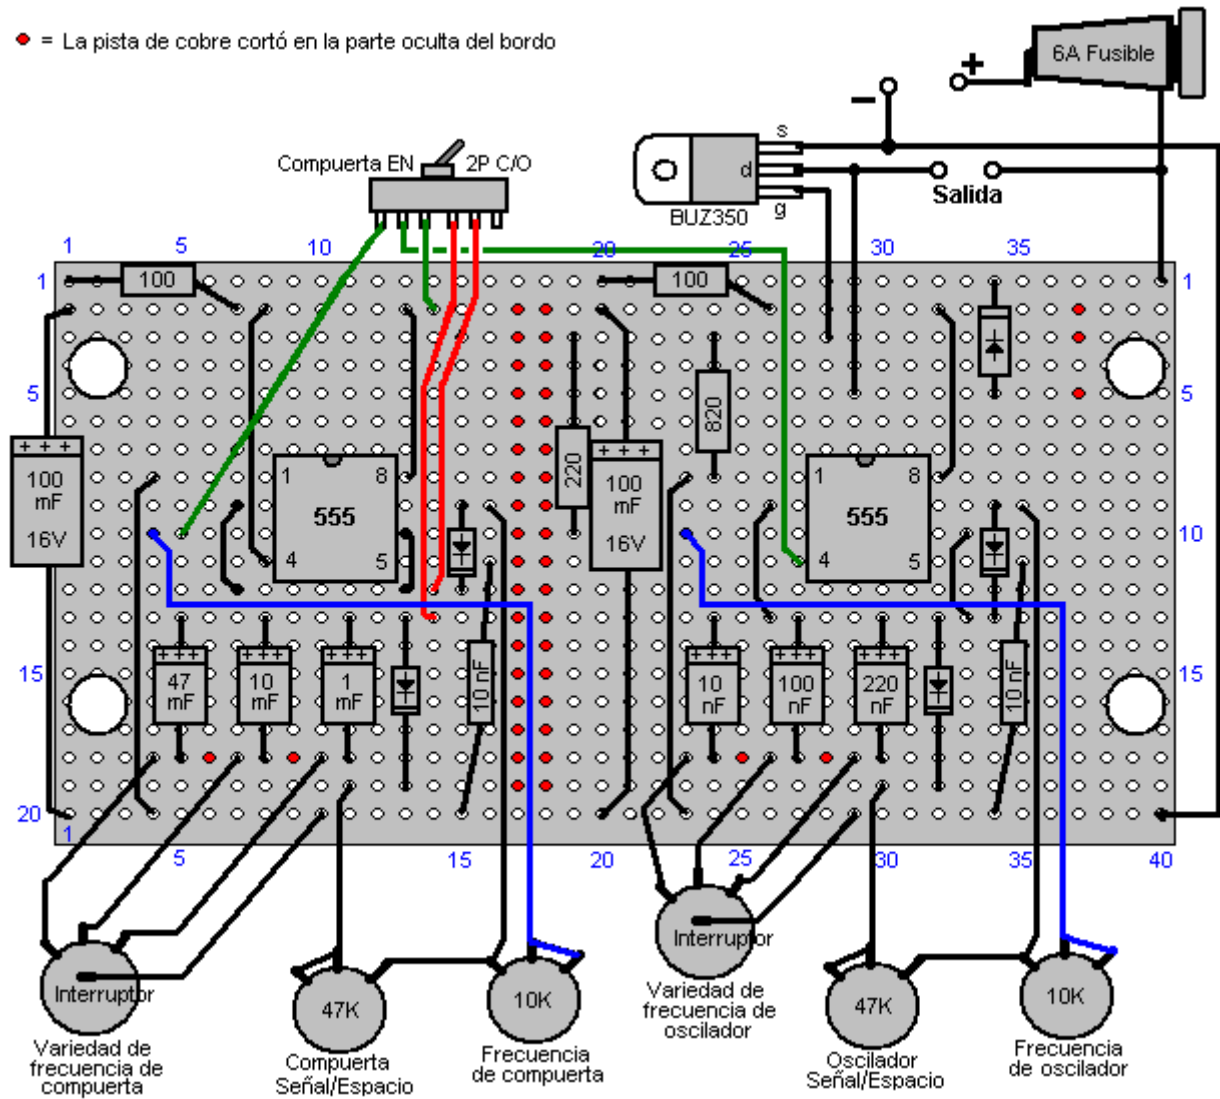 = La pista de cobre cortó en la parte oculta del bordo
6A Fusible
+
−
Compuerta EN 2P C/O
s
d
g
BUZ350
Salida
1 5 10 20 25 30 35
1 100 100 1
5 5
820
220
+ + +
100
mF
16V
1 8
555
4 5
+ + +
100
mF
16V
1 8
555
4 5
10
15 15
+++
47
mF
+++
10
mF
+++
1
mF
10 nF
+++
10
nF
+++
100
nF
+++
220
nF
10 nF
20
1
5 15 20 25 30 35 40
Interruptor
Variedad de
frecuencia de
compuerta
47K
Compuerta
Señal/Espacio
10K
Frecuencia
de compuerta
Interruptor
Variedad de
frecuencia de
oscilador
47K
Oscilador
Señal/Espacio
10K
Frecuencia
de oscilador